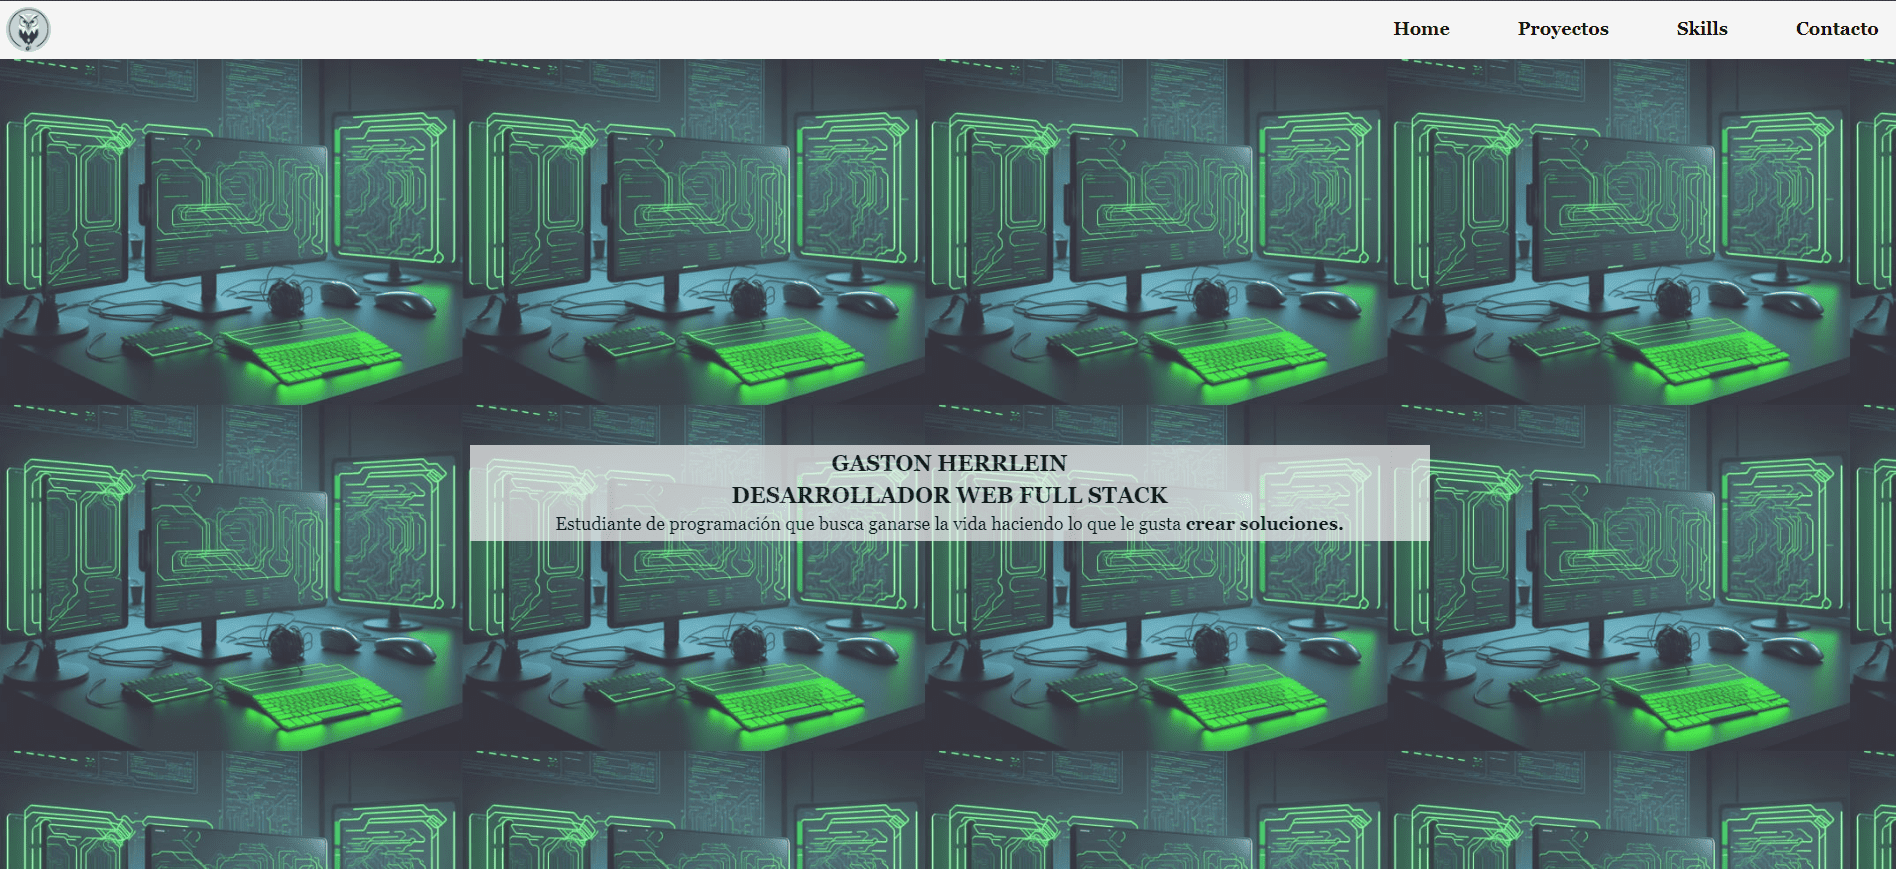 Home
Proyectos
Skills
Contacto
GASTON HERRLEIN
DESARROLLADOR WEB FULL STACK
Estudiante de programación que busca ganarse la vida haciendo lo que le gusta crear soluciones.